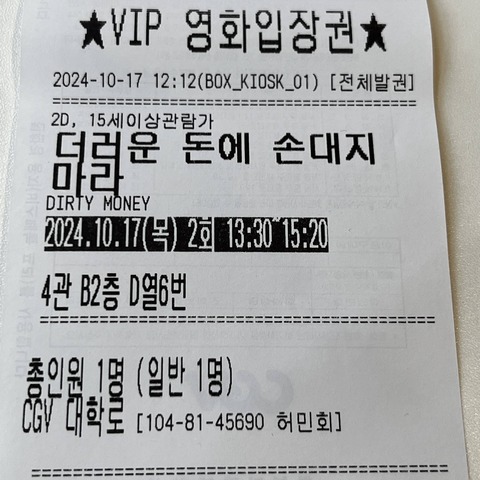 ★VIP 영화입장권★
2024-10-17 12:12(BOX_KIOSK_01) [전체발권]
2D, 15세이상관람가
더러운 돈에 손대지
마라
DIRTY MONEY
2024.10.17(목) 2회 13:30~15:20
4관 B2층 D열6번
총인원 1명 (일반 1명)
CGV 대학로 [104-81-45690 허민회]